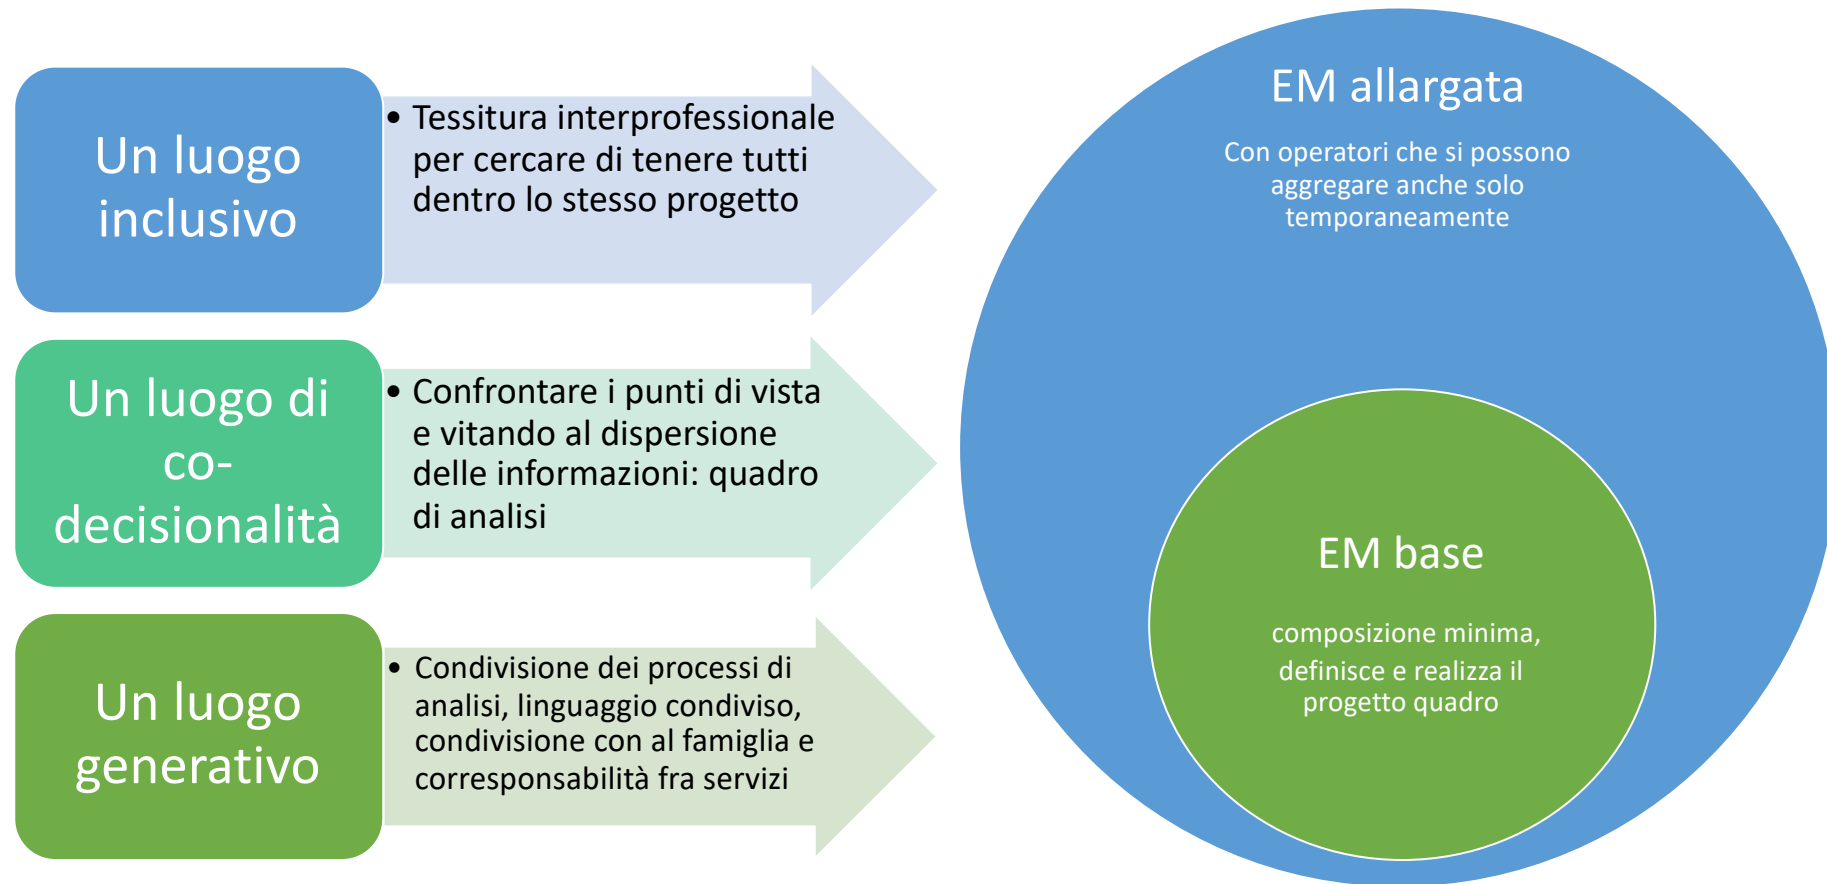 Un luogo
inclusivo
• Tessitura interprofessionale
per cercare di tenere tutti
dentro lo stesso progetto
Un luogo di
co-
decisionalità
• Confrontare i punti di vista
e vitando al dispersione
delle informazioni: quadro
di analisi
Un luogo
generativo
• Condivisione dei processi di
analisi, linguaggio condiviso,
condivisione con al famiglia e
corresponsabilità fra servizi
EM allargata
Con operatori che si possono
aggregare anche solo
temporaneamente
EM base
composizione minima,
definisce e realizza il
progetto quadro